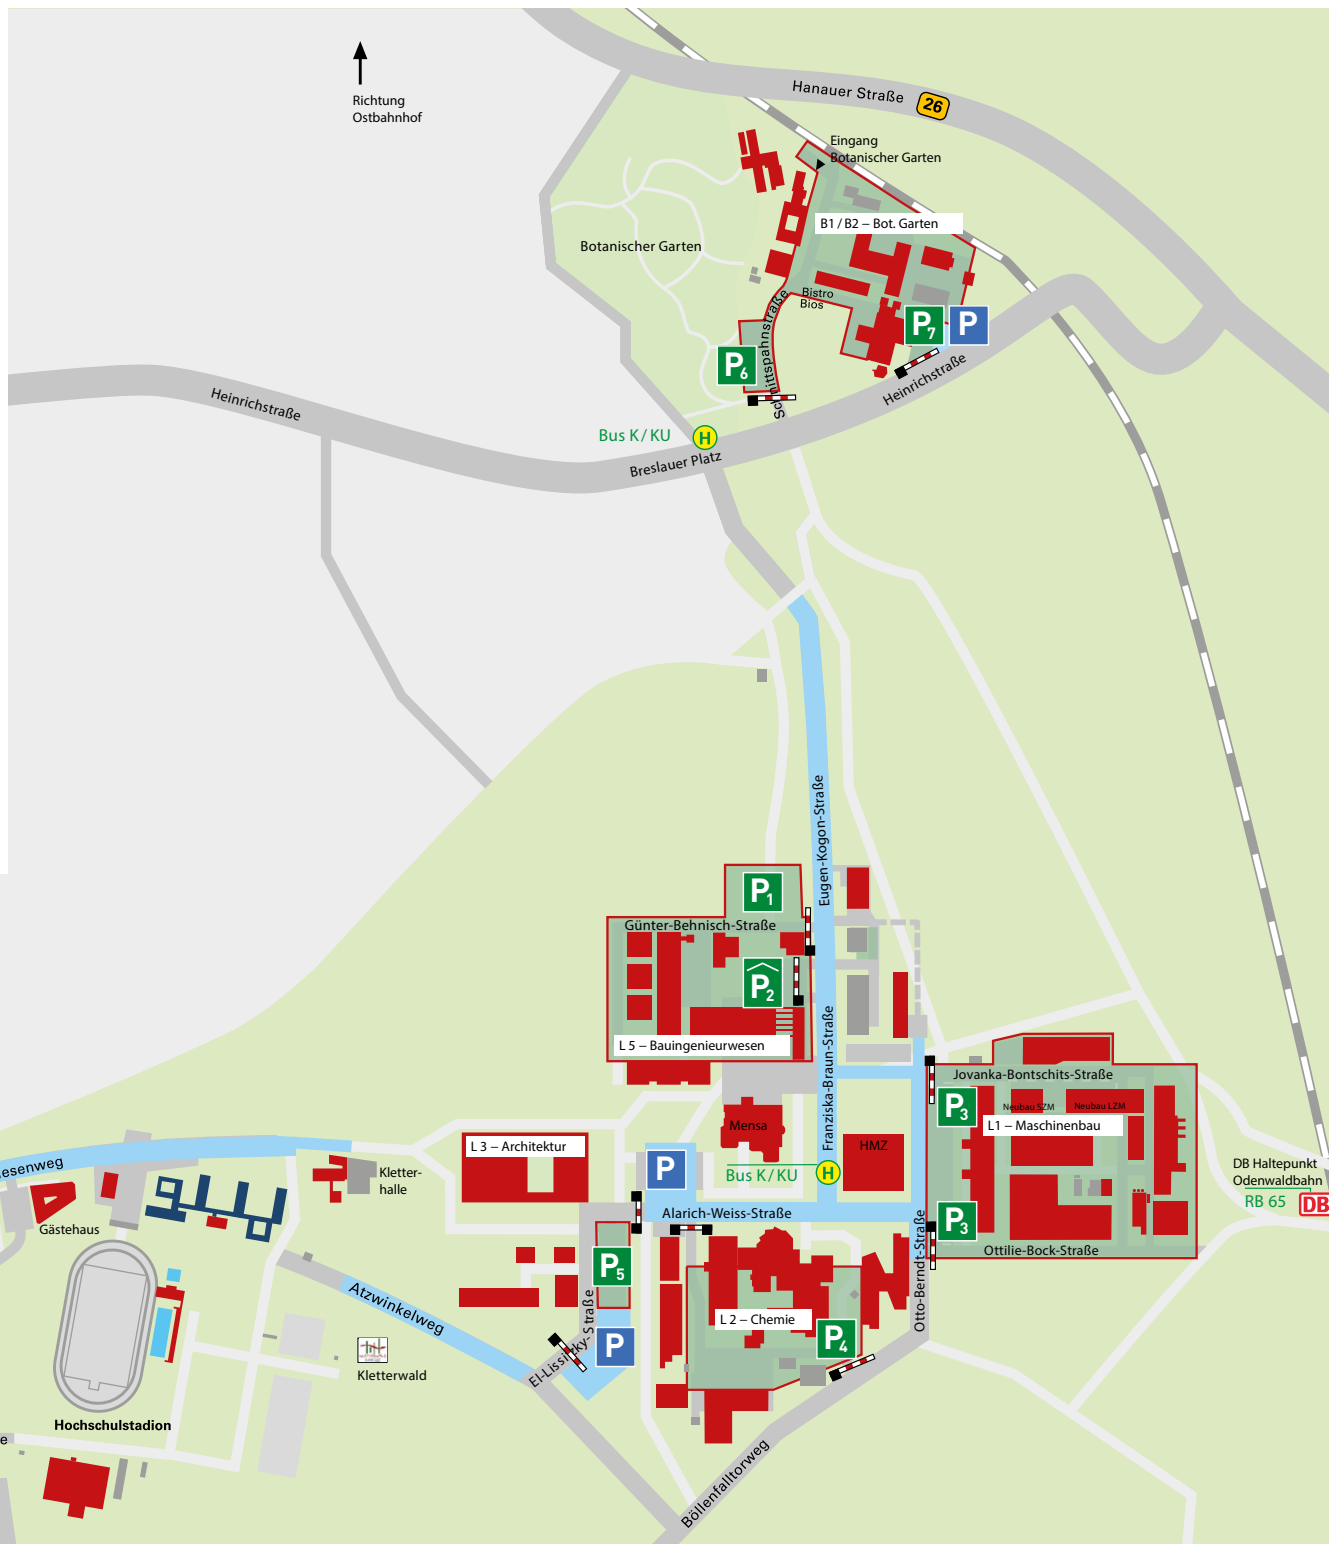 Hanauer Straße
26
Richtung
Ostbahnhof
Eingang
Botanischer Garten
B1 / B2 – Bot. Garten
Botanischer Garten
Bistro
Bios
P7
P
P6
Schnittspahnstraße
Heinrichstraße
Heinrichstraße
Bus K / KU
H
Breslauer Platz
Eugen-Kogon-Straße
P1
Günter-Behnisch-Straße
P2
L 5 – Bauingenieurwesen
Franziska-Braun-Straße
Jovanka-Bontschits-Straße
P3
Neubau SZM
Neubau LZM
L1 – Maschinenbau
Mensa
HMZ
L 3 – Architektur
P
Bus K / KU
H
DB Haltepunkt
Odenwaldbahn
RB 65
DB
esenweg
Kletter-
halle
Gästehaus
Alarich-Weiss-Straße
P3
Ottilie-Bock-Straße
Otto-Berndt-Straße
P5
L 2 – Chemie
P4
Atzwinkelweg
El-Lissitzky-Straße
P
Kletterwald
Hochschulstadion
e
Böllenfalltorweg